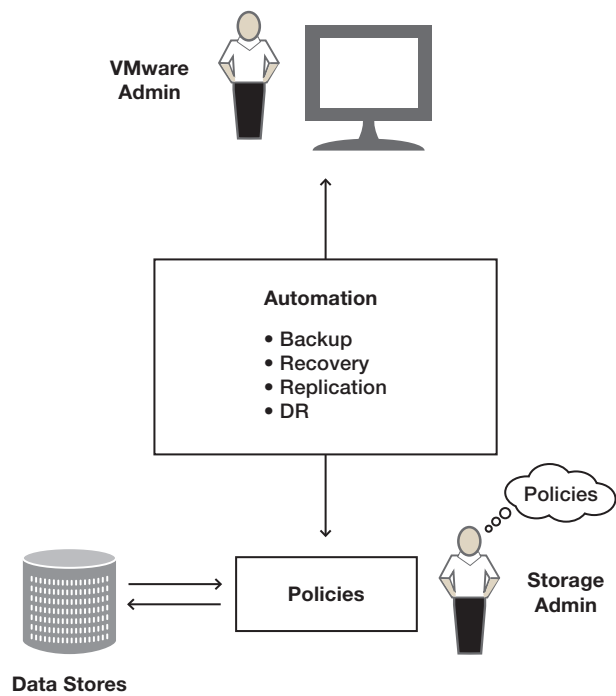 VMware
Admin
Automation
• Backup
• Recovery
• Replication
• DR
Policies
Policies
Storage
Admin
Data Stores